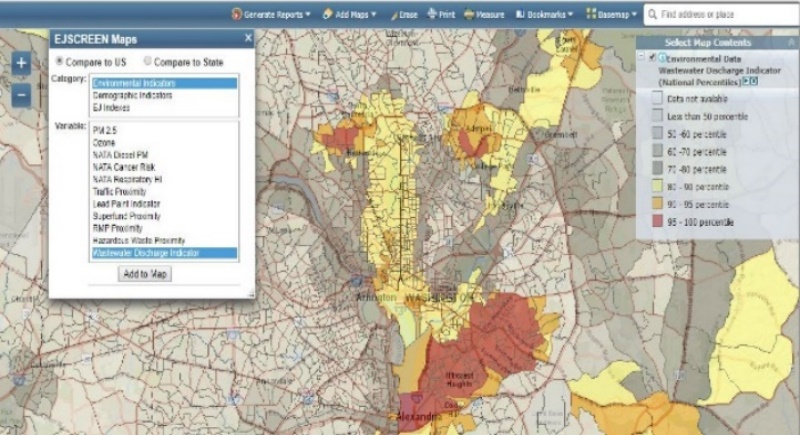 Generate Reports Add Maps Erase Print Measure Bookmarks Basemap Find address or place
EJSCREEN Maps X
Compare to US Compare to State
Category:
Environmental Indicators
Demographic Indicators
EJ Indexes
Variable:
PM 2.5
Ozone
NATA Diesel PM
NATA Cancer Risk
NATA Respiratory HI
Traffic Proximity
Lead Paint Indicator
Superfund Proximity
RMP Proximity
Hazardous Waste Proximity
Wastewater Discharge Indicator
Add to Map
Select Map Contents
Environmental Data
Wastewater Discharge Indicator
(National Percentiles)
Data not available
Less than 50 percentile
50 - 60 percentile
60 - 70 percentile
70 - 80 percentile
80 - 90 percentile
90 - 95 percentile
95 - 100 percentile
Adelphi
Beltsville
Greenbelt
Arlington WASHINGTON
Hillcrest
Heights
Alexandria